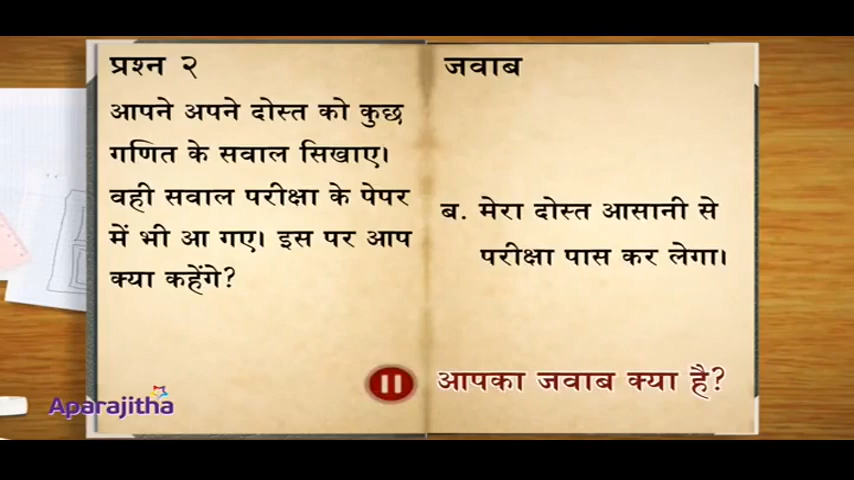 प्रश्न २
आपने अपने दोस्त को कुछ
गणित के सवाल सिखाए।
वही सवाल परीक्षा के पेपर
में भी आ गए। इस पर आप
क्या कहेंगे?
जवाब
ब. मेरा दोस्त आसानी से
परीक्षा पास कर लेगा।
आपका जवाब क्या है?
Aparajitha